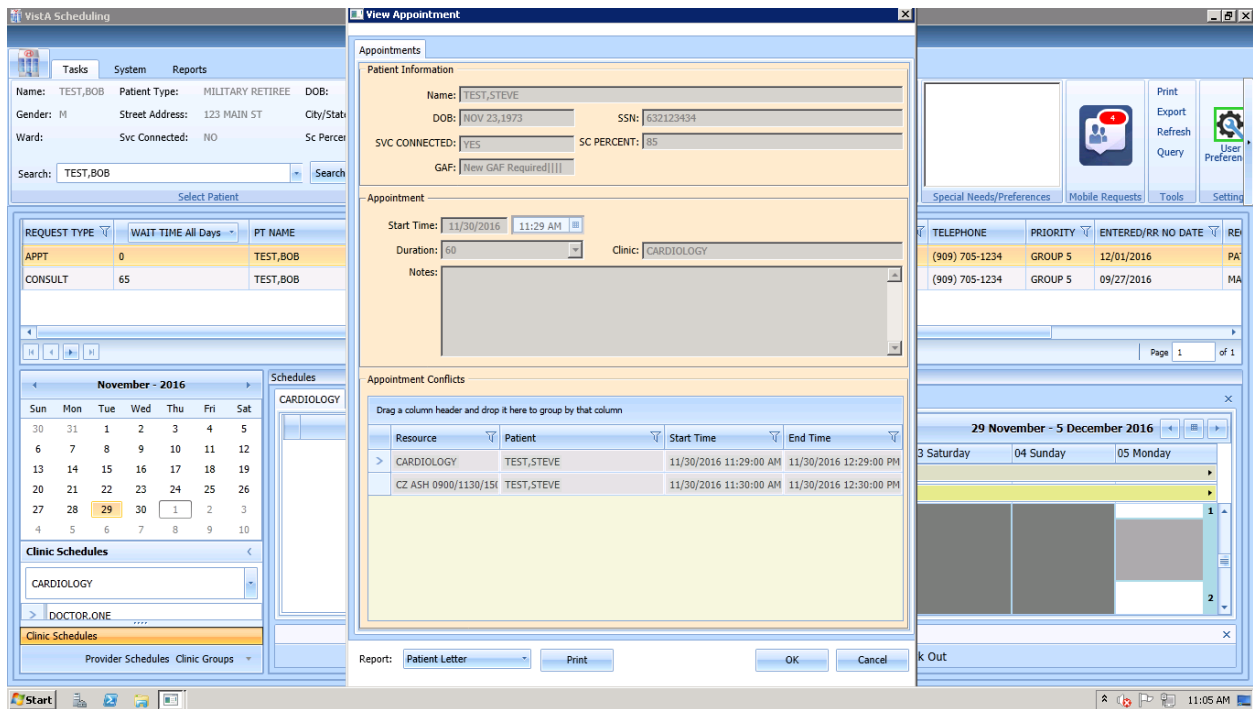 VistA Scheduling
Tasks System Reports
Name: TEST,BOB Patient Type: MILITARY RETIREE DOB:
Gender: M Street Address: 123 MAIN ST City/State
Ward: Svc Connected: NO Sc Percen
Search: TEST,BOB Search
Select Patient
View Appointment
Appointments
Patient Information
Name: TEST,STEVE
DOB: NOV 23,1973 SSN: 632123434
SVC CONNECTED: YES SC PERCENT: 85
GAF: New GAF Required||||
Appointment
Start Time: 11/30/2016 11:29 AM
Duration: 60 Clinic: CARDIOLOGY
Notes:
Appointment Conflicts
Drag a column header and drop it here to group by that column
Resource Patient Start Time End Time
CARDIOLOGY TEST,STEVE 11/30/2016 11:29:00 AM 11/30/2016 12:29:00 PM
CZ ASH 0900/1130/15( TEST,STEVE 11/30/2016 11:30:00 AM 11/30/2016 12:30:00 PM
Report: Patient Letter Print OK Cancel
4
Print
Export
Refresh
Query
User
Preferen
Special Needs/Preferences Mobile Requests Tools Setting
REQUEST TYPE WAIT TIME All Days PT NAME TELEPHONE PRIORITY ENTERED/RR NO DATE RE
APPT 0 TEST,BOB (909) 705-1234 GROUP 5 12/01/2016 PA
CONSULT 65 TEST,BOB (909) 705-1234 GROUP 5 09/27/2016 MA
Page 1 of 1
November - 2016
Sun Mon Tue Wed Thu Fri Sat
30 31 1 2 3 4 5
6 7 8 9 10 11 12
13 14 15 16 17 18 19
20 21 22 23 24 25 26
27 28 29 30 1 2 3
4 5 6 7 8 9 10
Clinic Schedules
CARDIOLOGY
DOCTOR,ONE
Clinic Schedules
Provider Schedules Clinic Groups
Schedules
CARDIOLOGY
29 November - 5 December 2016
3 Saturday 04 Sunday 05 Monday
1
2
k Out
Start 11:05 AM